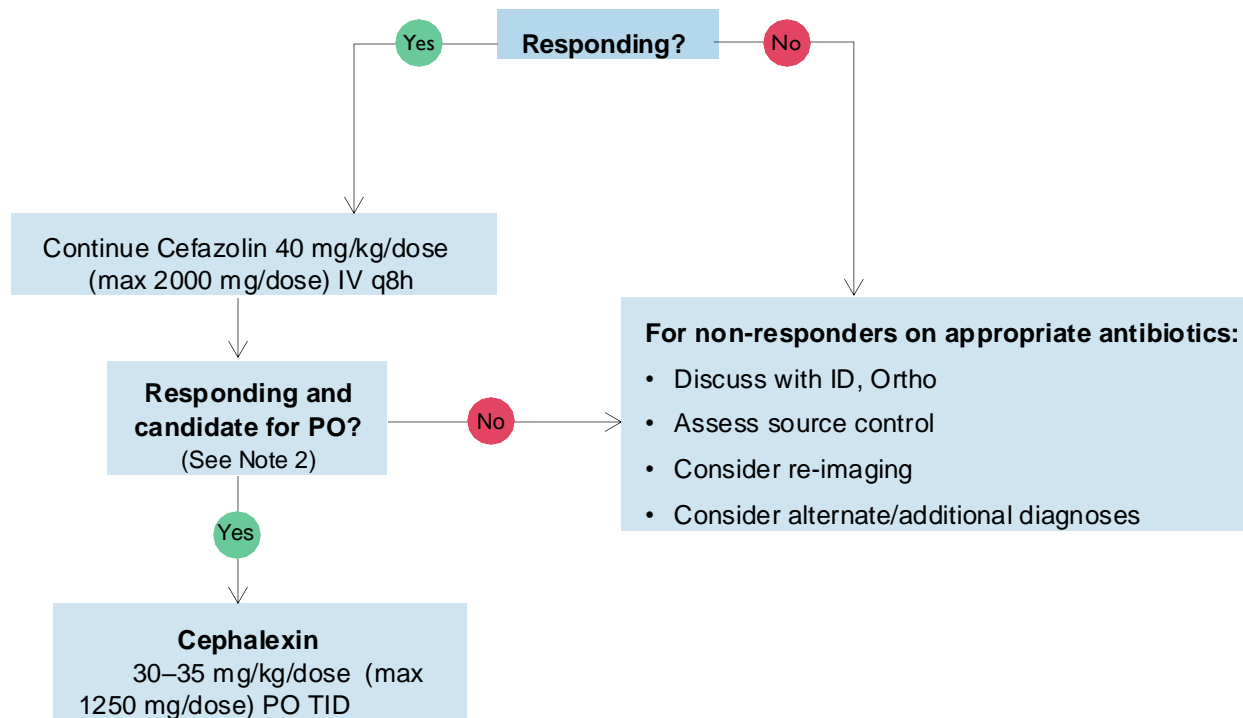 Yes
Responding?
No
Continue Cefazolin 40 mg/kg/dose
(max 2000 mg/dose) IV q8h
Responding and
candidate for PO?
(See Note 2)
No
For non-responders on appropriate antibiotics:
• Discuss with ID, Ortho
• Assess source control
• Consider re-imaging
• Consider alternate/additional diagnoses
Yes
Cephalexin
30–35 mg/kg/dose (max
1250 mg/dose) PO TID